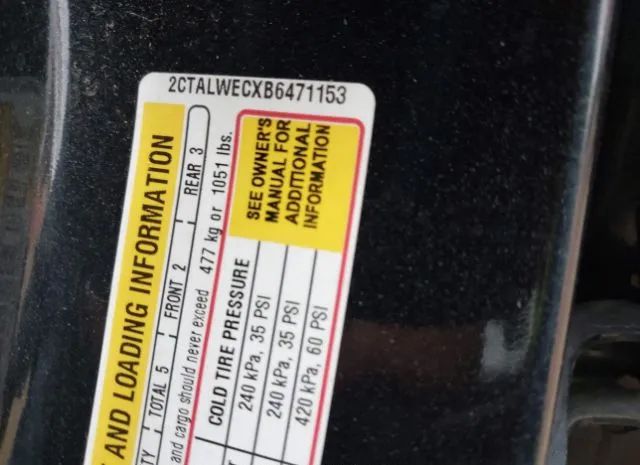 2CTALWECXB6471153
AND LOADING INFORMATION
TOTAL 5 FRONT 2 REAR 3
and cargo should never exceed 477 kg or 1051 lbs.
COLD TIRE PRESSURE
240 kPa, 35 PSI
240 kPa, 35 PSI
420 kPa, 60 PSI
SEE OWNER'S
MANUAL FOR
ADDITIONAL
INFORMATION